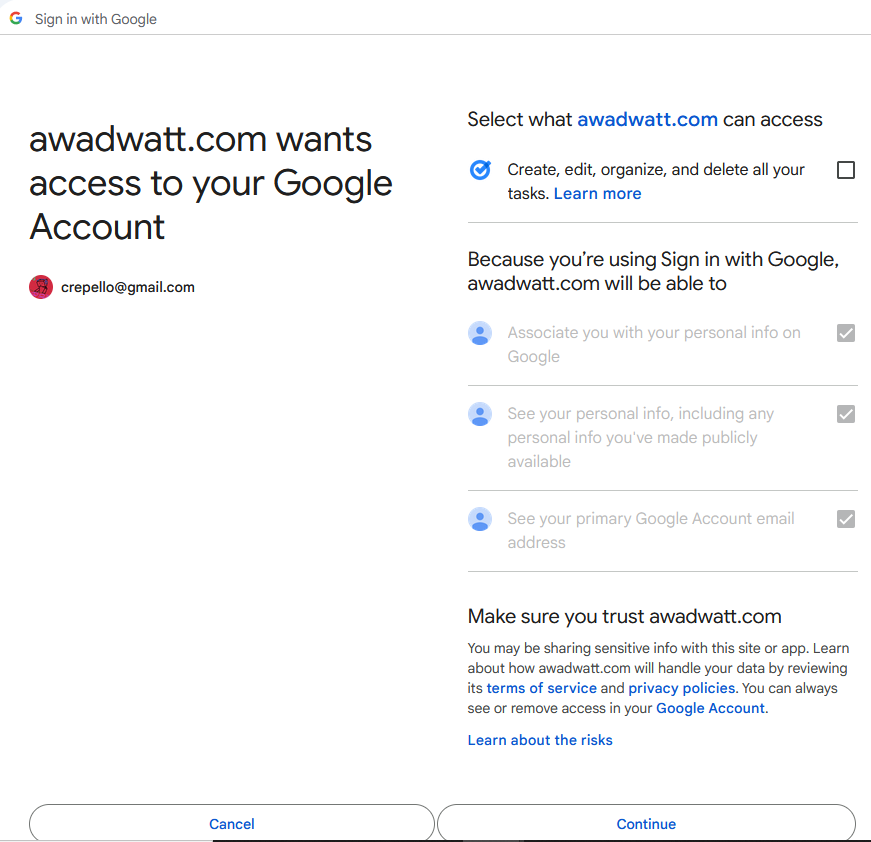 Sign in with Google
awadwatt.com wants
access to your Google
Account
crepello@gmail.com
Select what awadwatt.com can access
Create, edit, organize, and delete all your
tasks. Learn more
Because you’re using Sign in with Google,
awadwatt.com will be able to
Associate you with your personal info on
Google
See your personal info, including any
personal info you've made publicly
available
See your primary Google Account email
address
Make sure you trust awadwatt.com
You may be sharing sensitive info with this site or app. Learn
about how awadwatt.com will handle your data by reviewing
its terms of service and privacy policies. You can always
see or remove access in your Google Account.
Learn about the risks
Cancel
Continue